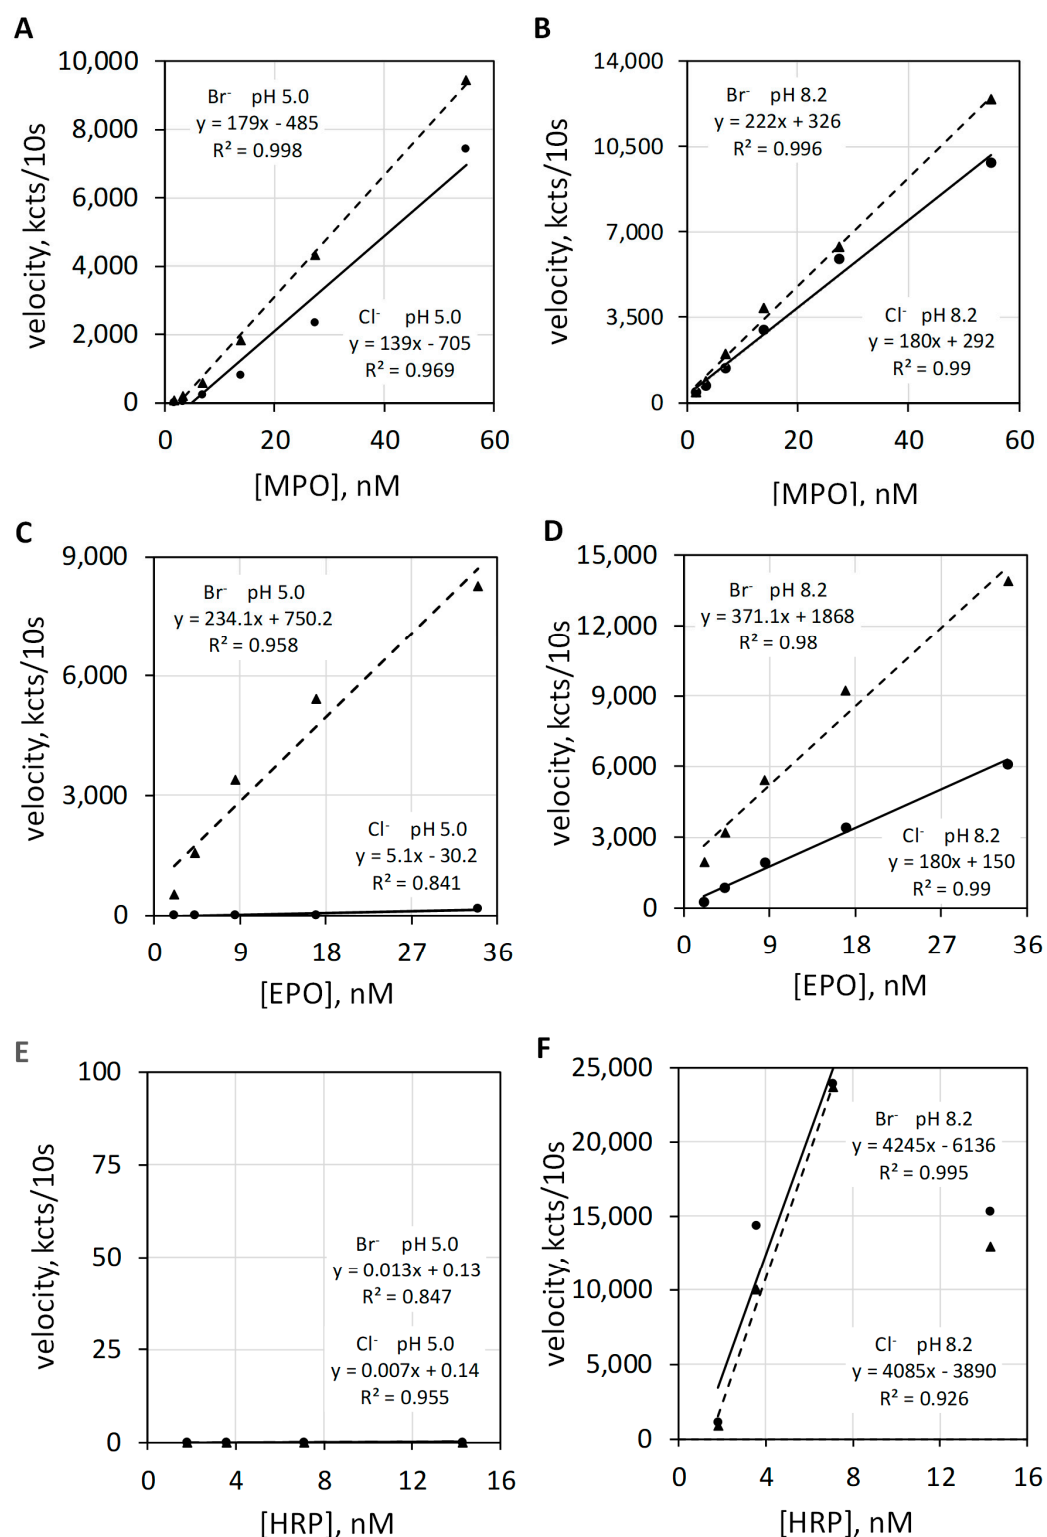 A
10,000
8,000
6,000
4,000
2,000
0
velocity, kcts/10s
Br⁻ pH 5.0
y = 179x - 485
R² = 0.998
Cl⁻ pH 5.0
y = 139x - 705
R² = 0.969
0 20 40 60
[MPO], nM
B
14,000
10,500
7,000
3,500
0
velocity, kcts/10s
Br⁻ pH 8.2
y = 222x + 326
R² = 0.996
Cl⁻ pH 8.2
y = 180x + 292
R² = 0.99
0 20 40 60
[MPO], nM
C
9,000
6,000
3,000
0
velocity, kcts/10s
Br⁻ pH 5.0
y = 234.1x + 750.2
R² = 0.958
Cl⁻ pH 5.0
y = 5.1x - 30.2
R² = 0.841
0 9 18 27 36
[EPO], nM
D
15,000
12,000
9,000
6,000
3,000
0
velocity, kcts/10s
Br⁻ pH 8.2
y = 371.1x + 1868
R² = 0.98
Cl⁻ pH 8.2
y = 180x + 150
R² = 0.99
0 9 18 27 36
[EPO], nM
E
100
75
50
25
0
velocity, kcts/10s
Br⁻ pH 5.0
y = 0.013x + 0.13
R² = 0.847
Cl⁻ pH 5.0
y = 0.007x + 0.14
R² = 0.955
0 4 8 12 16
[HRP], nM
F
25,000
20,000
15,000
10,000
5,000
0
velocity, kcts/10s
Br⁻ pH 8.2
y = 4245x - 6136
R² = 0.995
Cl⁻ pH 8.2
y = 4085x - 3890
R² = 0.926
0 4 8 12 16
[HRP], nM